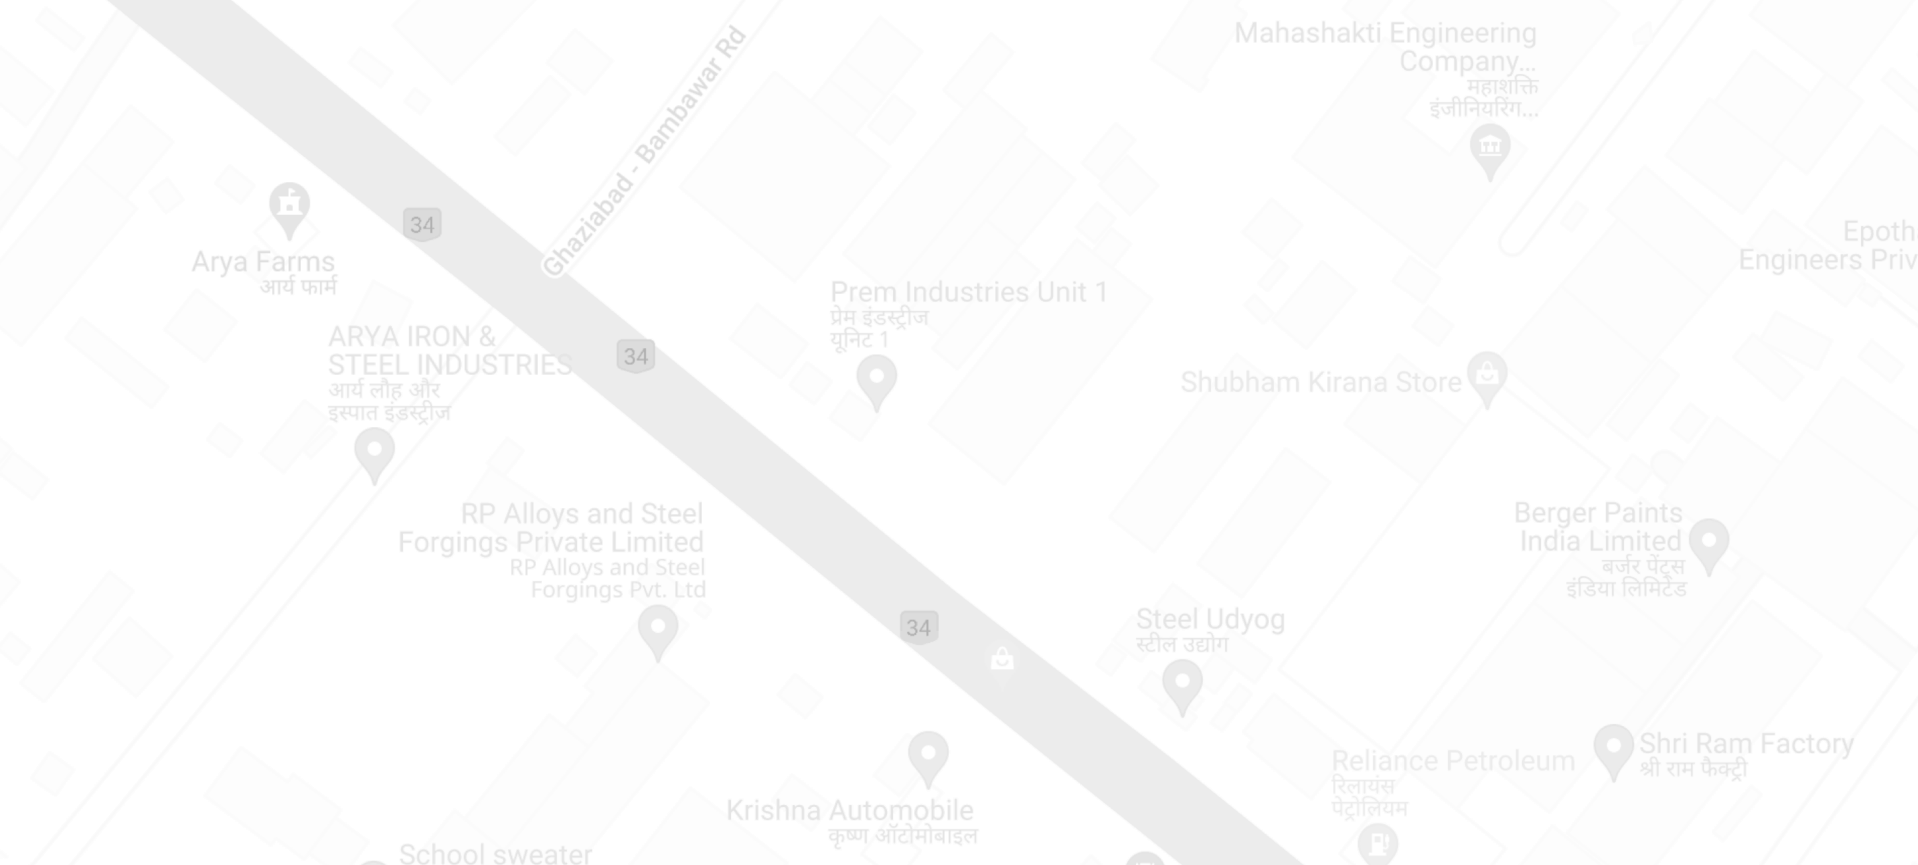 Mahashakti Engineering
Company...
महाशक्ति
इंजीनियरिंग...
Ghaziabad - Bambawar Rd
34
Arya Farms
आर्य फार्म
Epoth
Engineers Priv
Prem Industries Unit 1
प्रेम इंडस्ट्रीज
यूनिट 1
ARYA IRON &
STEEL INDUSTRIES
आर्य लौह और
इस्पात इंडस्ट्रीज
34
Shubham Kirana Store
RP Alloys and Steel
Forgings Private Limited
RP Alloys and Steel
Forgings Pvt. Ltd
Berger Paints
India Limited
बर्जर पेंट्स
इंडिया लिमिटेड
34
Steel Udyog
स्टील उद्योग
Shri Ram Factory
श्री राम फैक्ट्री
Reliance Petroleum
रिलायंस
पेट्रोलियम
Krishna Automobile
कृष्ण ऑटोमोबाइल
School sweater